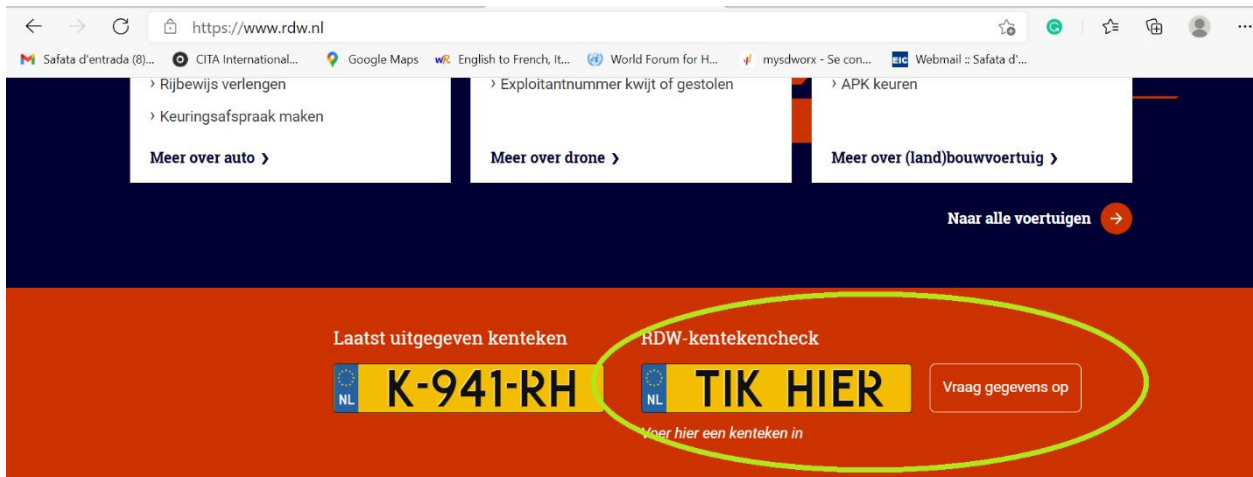 https://www.rdw.nl
Safata d'entrada (8)...
CITA International...
Google Maps
wR English to French, It...
World Forum for H...
mysdworx - Se con...
EIC Webmail :: Safata d'...
› Rijbewijs verlengen
› Keuringsafspraak maken
Meer over auto ❯
› Exploitantnummer kwijt of gestolen
Meer over drone ❯
› APK keuren
Meer over (land)bouwvoertuig ❯
Naar alle voertuigen →
Laatst uitgegeven kenteken
NL K-941-RH
RDW-kentekencheck
NL TIK HIER
Vraag gegevens op
Voer hier een kenteken in